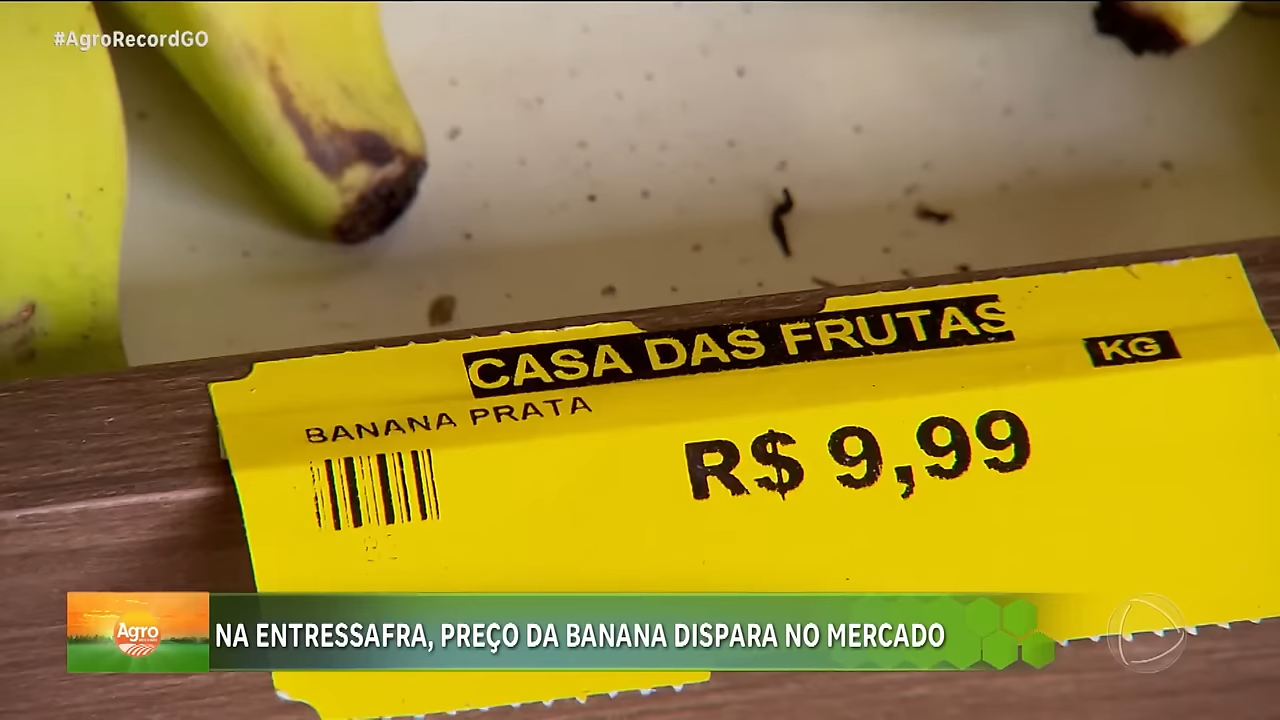 #AgroRecordGO
CASA DAS FRUTAS
KG
BANANA PRATA
R$ 9,99
Agro
NA ENTRESSAFRA, PREÇO DA BANANA DISPARA NO MERCADO